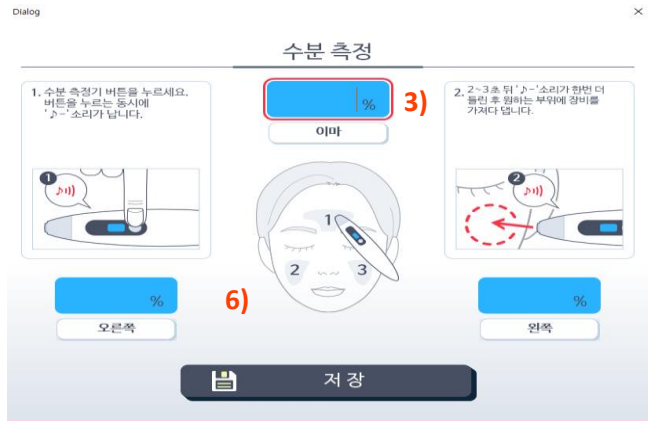 Dialog
수분 측정
1. 수분 측정기 버튼을 누르세요.
버튼을 누르는 동시에
'♪-'소리가 납니다.
%
3)
이마
2. 2~3초 뒤 '♪-'소리가 한번 더
들린 후 원하는 부위에 장비를
가져다 댑니다.
1
2
1
2
3
%
오른쪽
6)
%
왼쪽
저 장